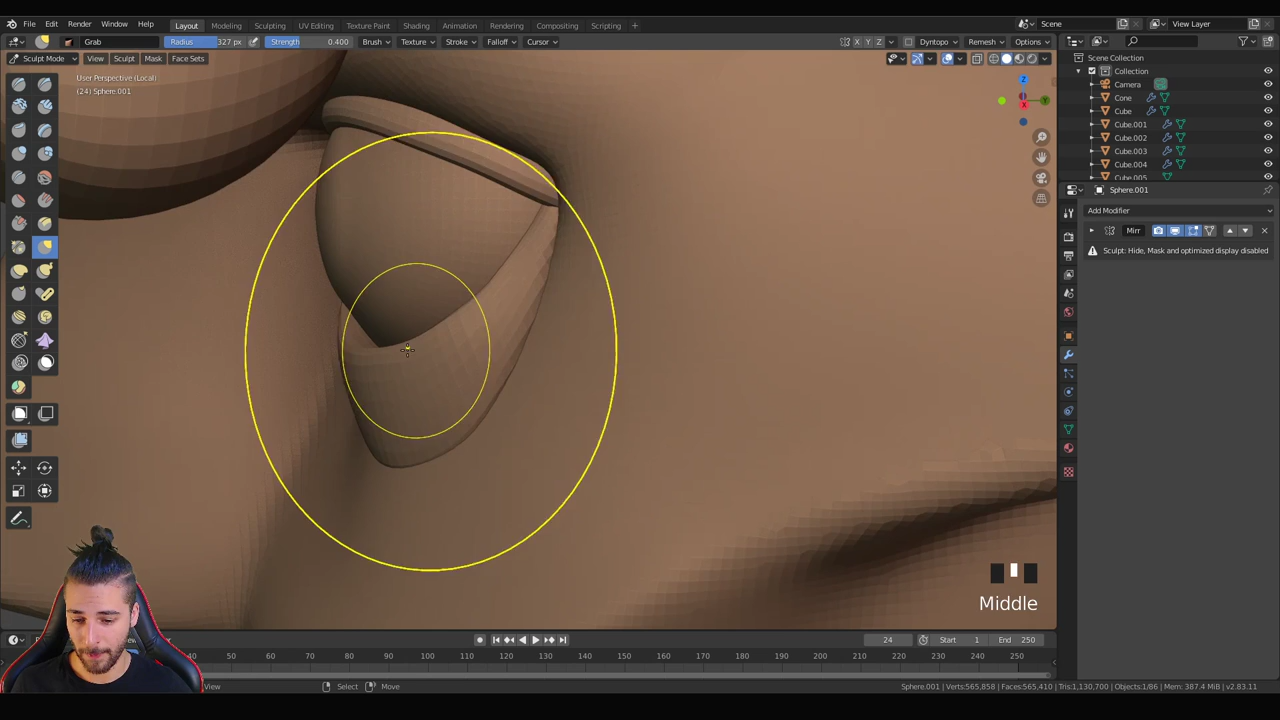 File Edit Render Window Help Layout Modeling Sculpting UV Editing Texture Paint Shading Animation Rendering Compositing Scripting + Scene View Layer
Grab Radius 327 px Strength 0.400 Brush Texture Stroke Falloff Cursor X Y Z Dyntopo Remesh Options
Sculpt Mode View Sculpt Mask Face Sets
Scene Collection
User Perspective (Local)
Collection
(24) Sphere.001
Camera
Cone
Cube
Cube.001
Cube.002
Cube.003
Cube.004
Cube.005
Sphere.001
Add Modifier
Mirr
Sculpt: Hide, Mask and optimized display disabled
Middle
24 Start 1 End 250
50 60 70 80 90 100 110 120 130 140 150 160 170 180 190 200 210 220 230 240 250
View Select Move Sphere.001 | Verts:565,858 | Faces:565,410 | Tris:1,130,700 | Objects:1/86 | Mem: 387.4 MiB | v2.83.11